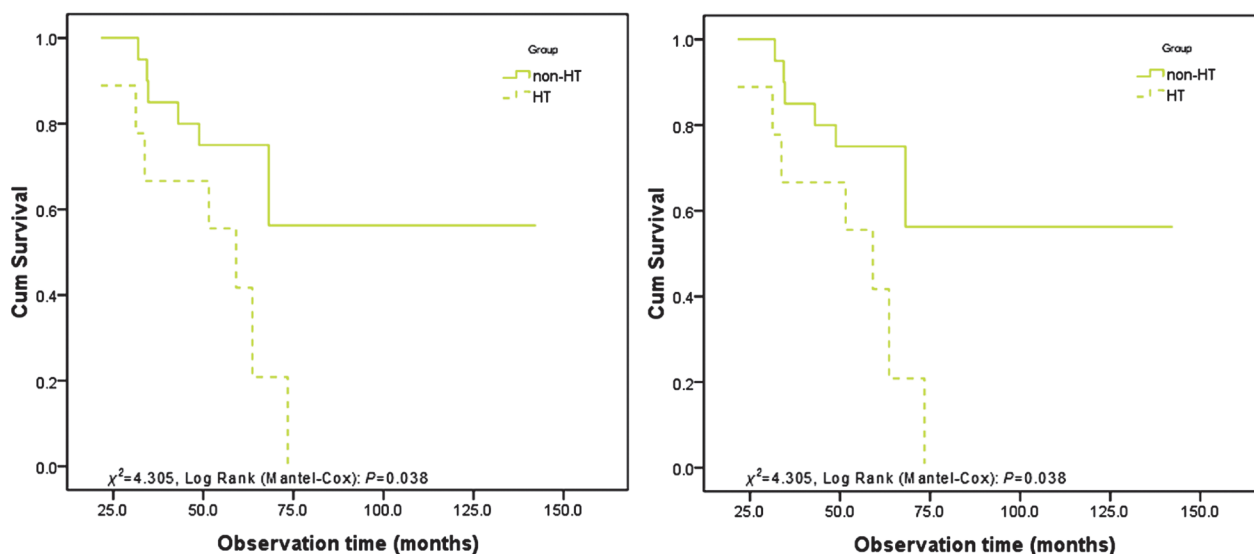 Group
non-HT
HT
1.0
0.8
0.6
0.4
0.2
0.0
Cum Survival
χ²=4.305, Log Rank (Mantel-Cox): P=0.038
25.0 50.0 75.0 100.0 125.0 150.0
Observation time (months)
Group
non-HT
HT
1.0
0.8
0.6
0.4
0.2
0.0
Cum Survival
χ²=4.305, Log Rank (Mantel-Cox): P=0.038
25.0 50.0 75.0 100.0 125.0 150.0
Observation time (months)